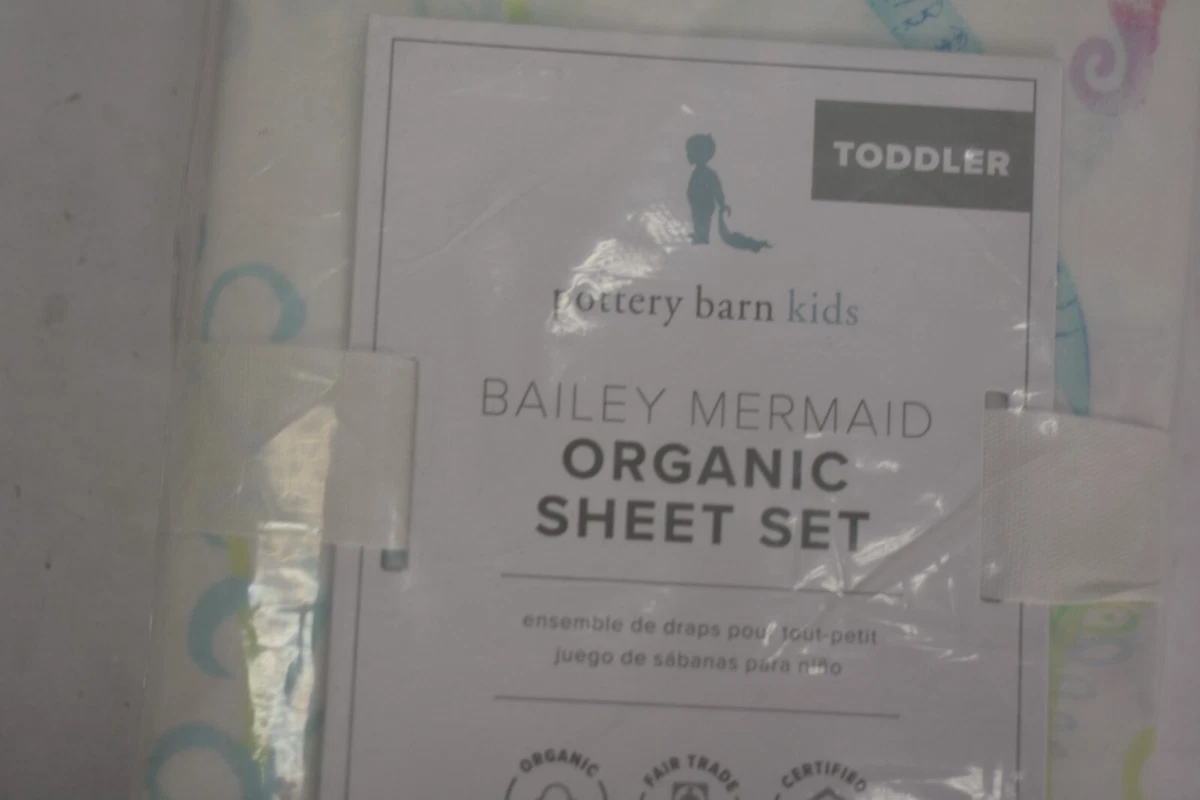 TODDLER
pottery barn kids
BAILEY MERMAID
ORGANIC
SHEET SET
ensemble de draps pour tout-petit
juego de sábanas para niño
ORGANIC
FAIR TRADE
CERTIFIED